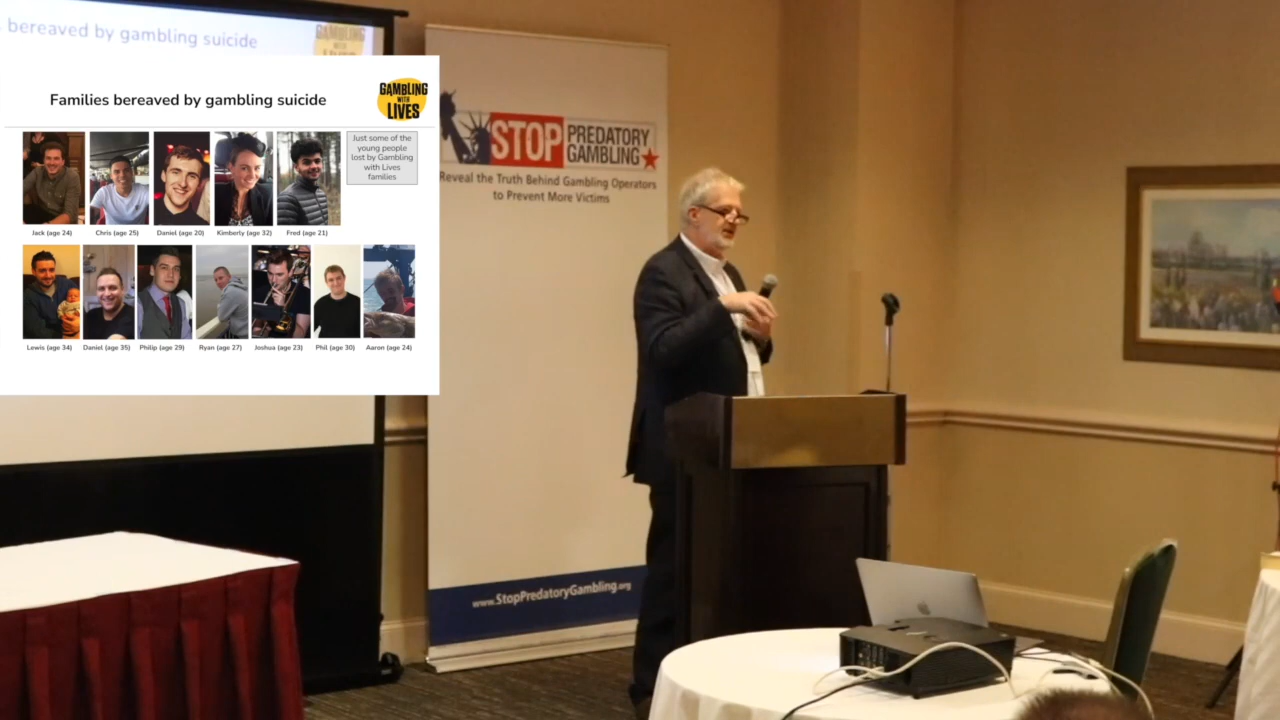 bereaved by gambling suicide
GAMBLING
WITH
Families bereaved by gambling suicide
GAMBLING
WITH
LIVES
Just some of the
young people
lost by Gambling
with Lives
families
Jack (age 24)
Chris (age 25)
Daniel (age 20)
Kimberly (age 32)
Fred (age 21)
Lewis (age 34)
Daniel (age 35)
Philip (age 29)
Ryan (age 27)
Joshua (age 23)
Phil (age 30)
Aaron (age 24)
STOP PREDATORY
GAMBLING
Reveal the Truth Behind Gambling Operators
to Prevent More Victims
www.StopPredatoryGambling.org